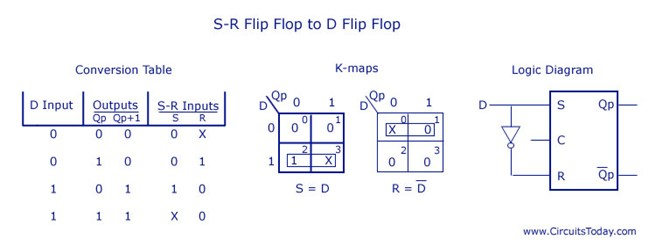 S-R Flip Flop to D Flip Flop
Conversion Table
D Input Outputs S-R Inputs
Qp Qp+1 S R
0 0 0 0 X
0 1 0 0 1
1 0 1 1 0
1 1 1 X 0
K-maps
Qp 0 1
D
0 0 0 0 1
1 1 2 X 3
S = D
Qp 0 1
D
X 0 0 1
0 2 0 3
R = D̅
Logic Diagram
D S Qp
C
R Q̅p
www.CircuitsToday.com